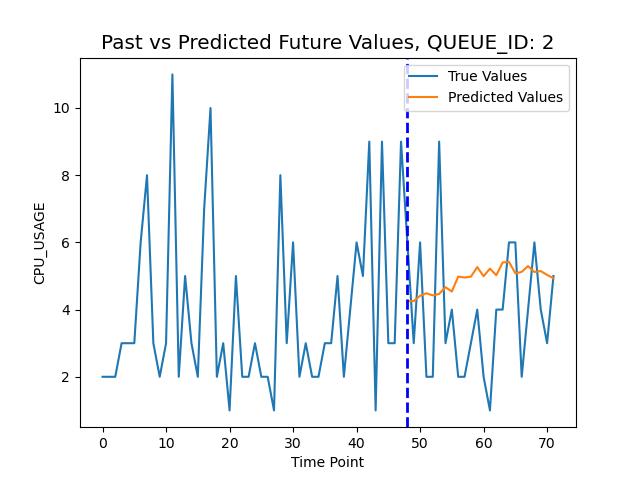 Past vs Predicted Future Values, QUEUE_ID: 2
True Values
Predicted Values
CPU_USAGE
10
8
6
4
2
0 10 20 30 40 50 60 70
Time Point